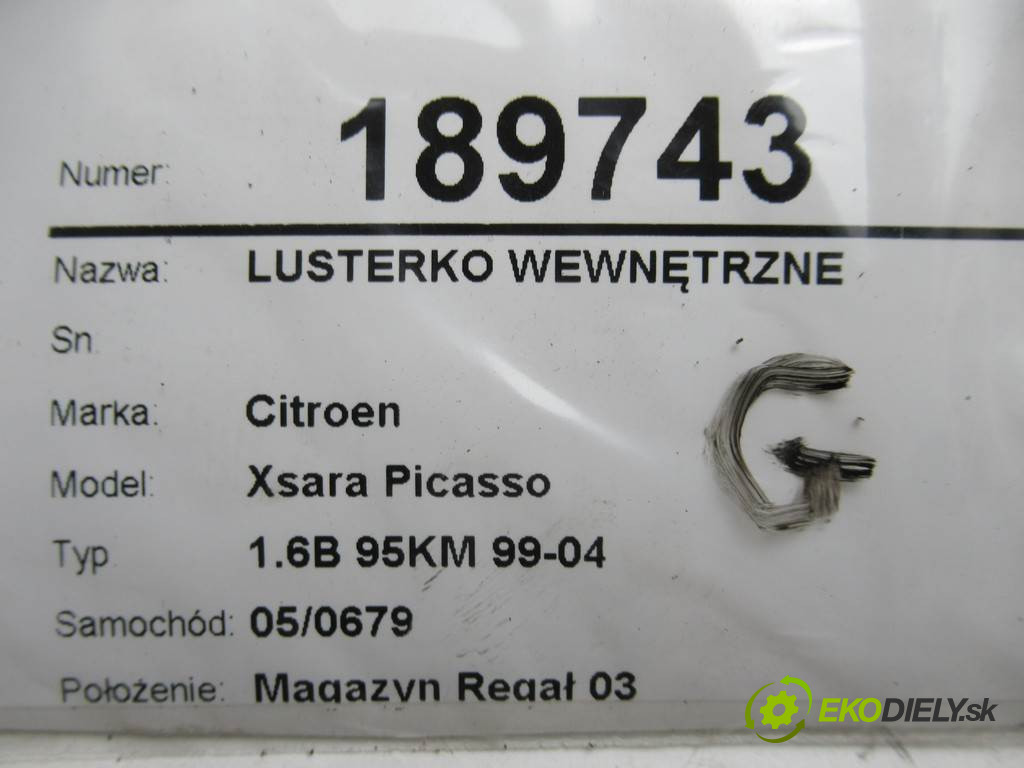 Numer: 189743
Nazwa: LUSTERKO WEWNĘTRZNE
Sn
Marka: Citroen
Model: Xsara Picasso
Typ 1.6B 95KM 99-04
Samochód: 05/0679
Położenie: Magazyn Regał 03
G
EKODIELY.sk